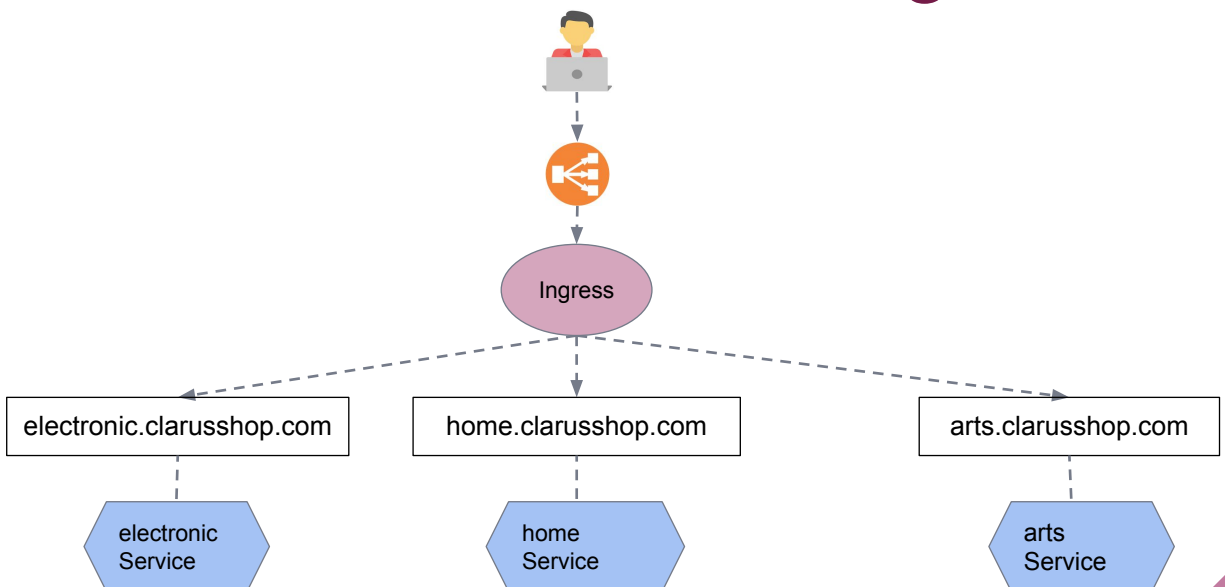 Ingress
electronic.clarusshop.com
home.clarusshop.com
arts.clarusshop.com
electronic
Service
home
Service
arts
Service